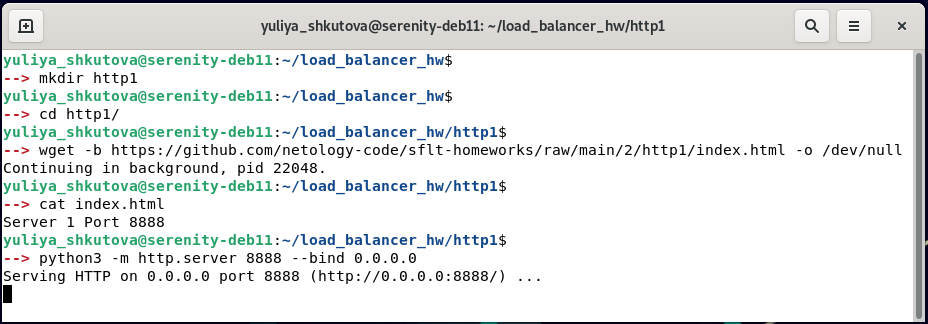 yuliya_shkutova@serenity-deb11: ~/load_balancer_hw/http1
yuliya_shkutova@serenity-deb11:~/load_balancer_hw$
--> mkdir http1
yuliya_shkutova@serenity-deb11:~/load_balancer_hw$
--> cd http1/
yuliya_shkutova@serenity-deb11:~/load_balancer_hw/http1$
--> wget -b https://github.com/netology-code/sflt-homeworks/raw/main/2/http1/index.html -o /dev/null
Continuing in background, pid 22048.
yuliya_shkutova@serenity-deb11:~/load_balancer_hw/http1$
--> cat index.html
Server 1 Port 8888
yuliya_shkutova@serenity-deb11:~/load_balancer_hw/http1$
--> python3 -m http.server 8888 --bind 0.0.0.0
Serving HTTP on 0.0.0.0 port 8888 (http://0.0.0.0:8888/) ...